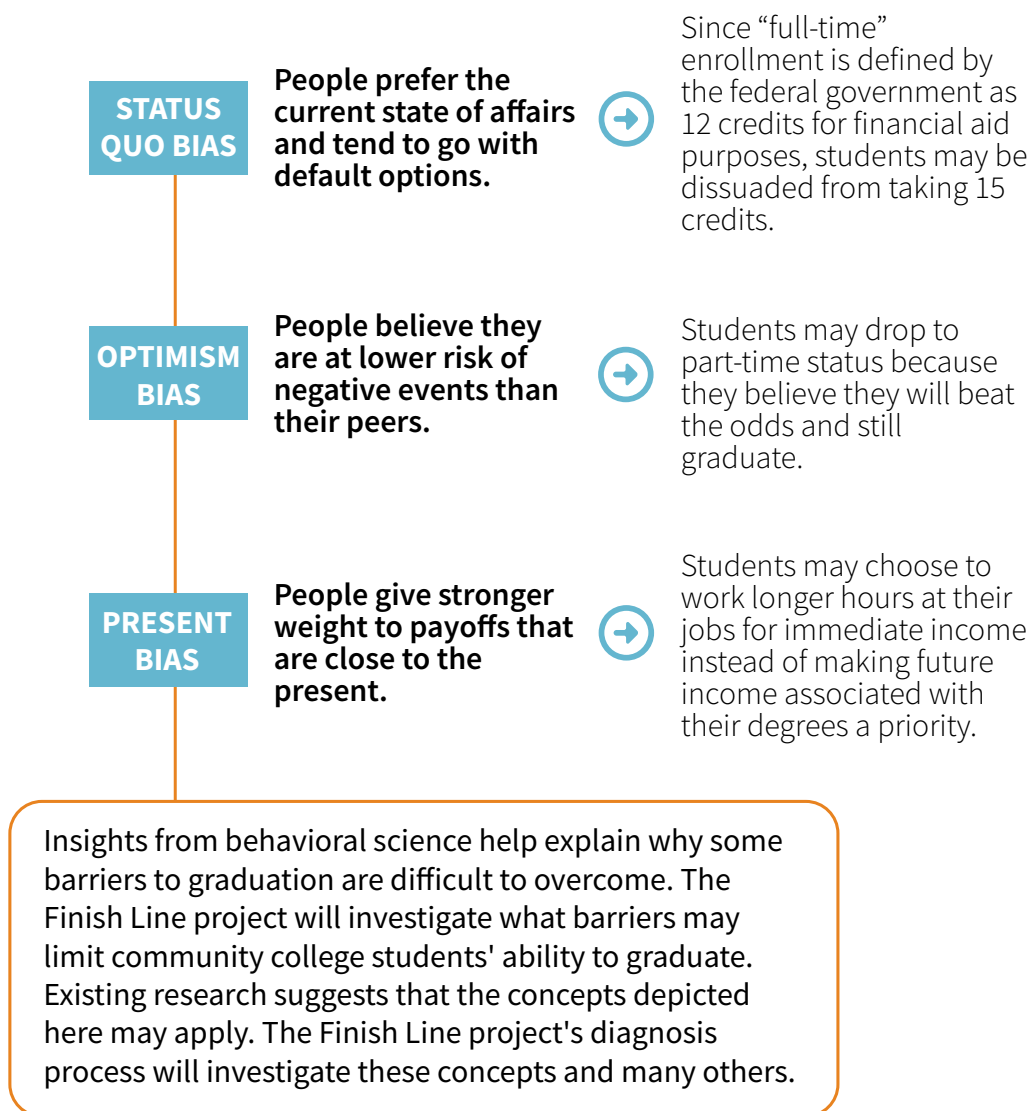 STATUS
QUO BIAS
People prefer the
current state of affairs
and tend to go with
default options.
Since “full-time”
enrollment is defined by
the federal government as
12 credits for financial aid
purposes, students may be
dissuaded from taking 15
credits.
OPTIMISM
BIAS
People believe they
are at lower risk of
negative events than
their peers.
Students may drop to
part-time status because
they believe they will beat
the odds and still
graduate.
PRESENT
BIAS
People give stronger
weight to payoffs that
are close to the
present.
Students may choose to
work longer hours at their
jobs for immediate income
instead of making future
income associated with
their degrees a priority.
Insights from behavioral science help explain why some
barriers to graduation are difficult to overcome. The
Finish Line project will investigate what barriers may
limit community college students' ability to graduate.
Existing research suggests that the concepts depicted
here may apply. The Finish Line project's diagnosis
process will investigate these concepts and many others.